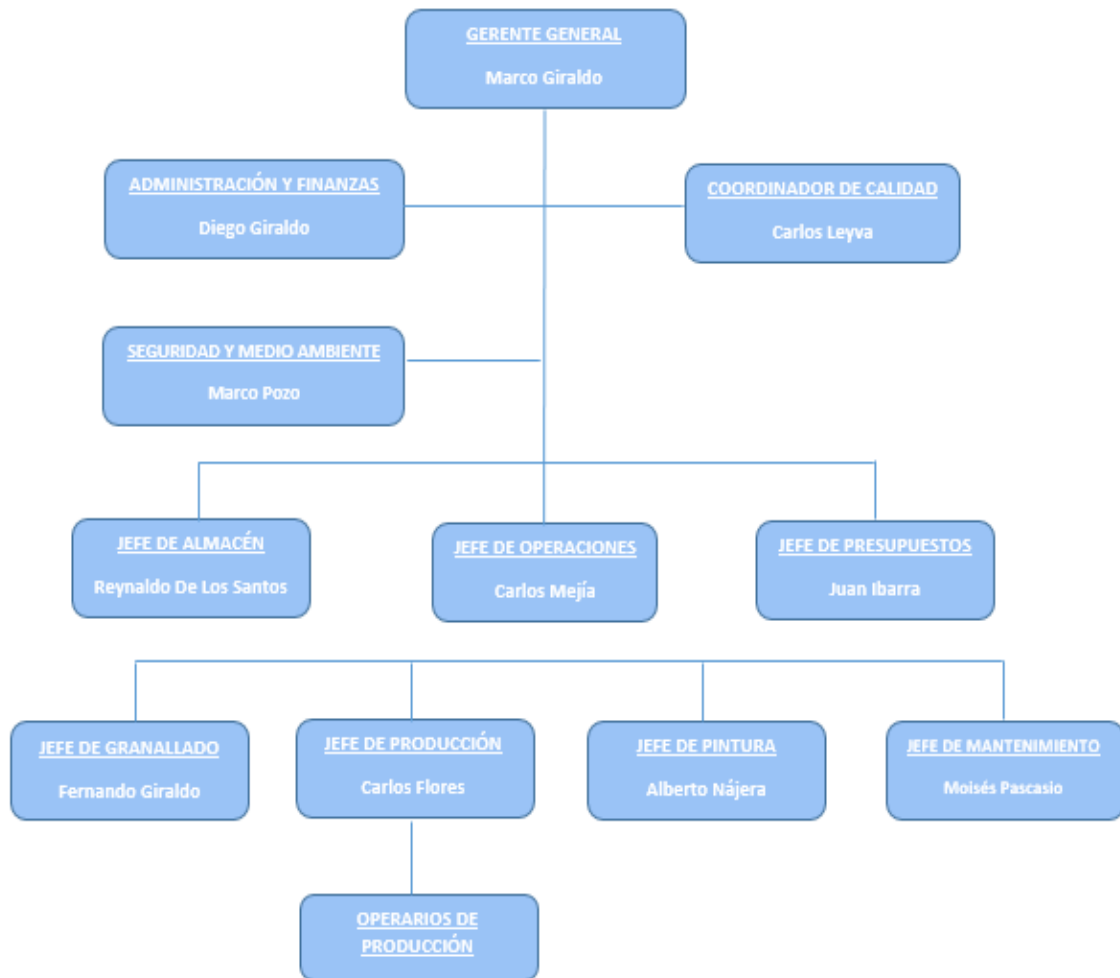 GERENTE GENERAL
Marco Giraldo
ADMINISTRACIÓN Y FINANZAS
Diego Giraldo
COORDINADOR DE CALIDAD
Carlos Leyva
SEGURIDAD Y MEDIO AMBIENTE
Marco Pozo
JEFE DE ALMACÉN
Reynaldo De Los Santos
JEFE DE OPERACIONES
Carlos Mejía
JEFE DE PRESUPUESTOS
Juan Ibarra
JEFE DE GRANALLADO
Fernando Giraldo
JEFE DE PRODUCCIÓN
Carlos Flores
JEFE DE PINTURA
Alberto Nájera
JEFE DE MANTENIMIENTO
Moisés Pascasio
OPERARIOS DE
PRODUCCIÓN